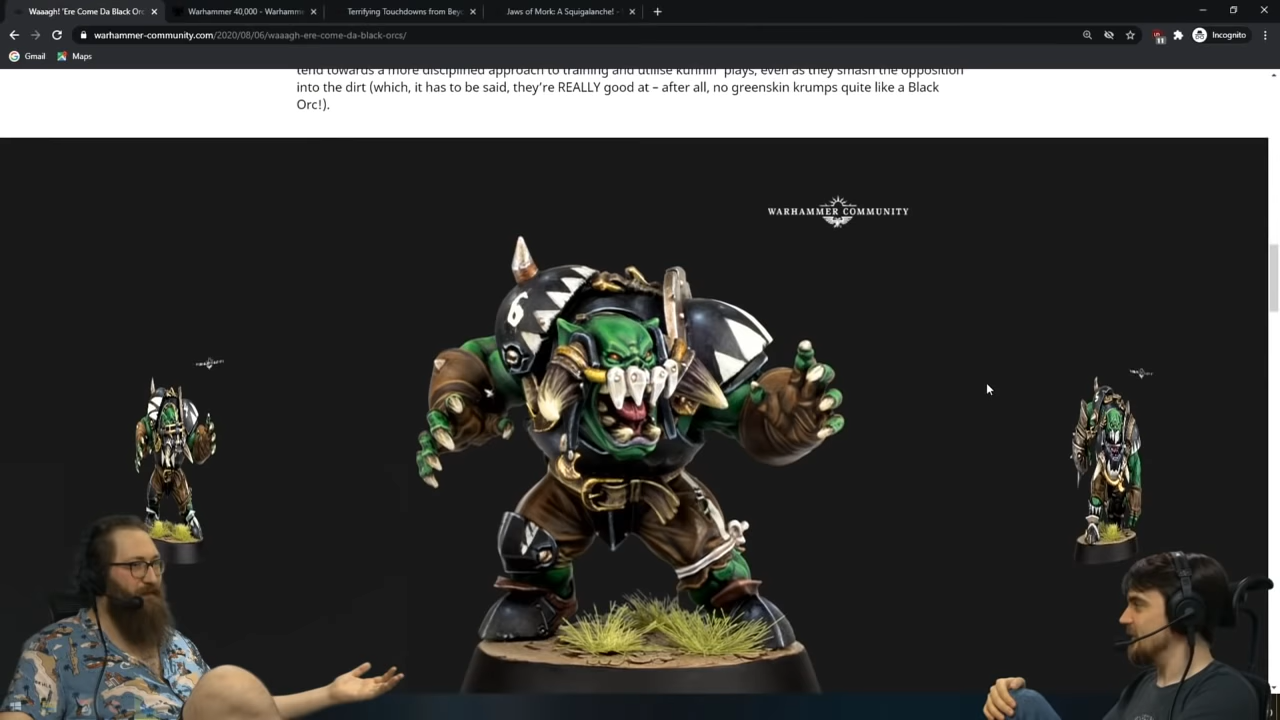 Waaagh! 'Ere Come Da Black Orc
Warhammer 40,000 - Warhamme
Terrifying Touchdowns from Beyo
Jaws of Mork: A Squigalanche! -
warhammer-community.com/2020/08/06/waaagh-ere-come-da-black-orcs/
11
Incognito
Gmail
Maps
tend towards a more disciplined approach to training and utilise kunnin' plays, even as they smash the opposition
into the dirt (which, it has to be said, they're REALLY good at – after all, no greenskin krumps quite like a Black
Orc!).
WARHAMMER COMMUNITY
6